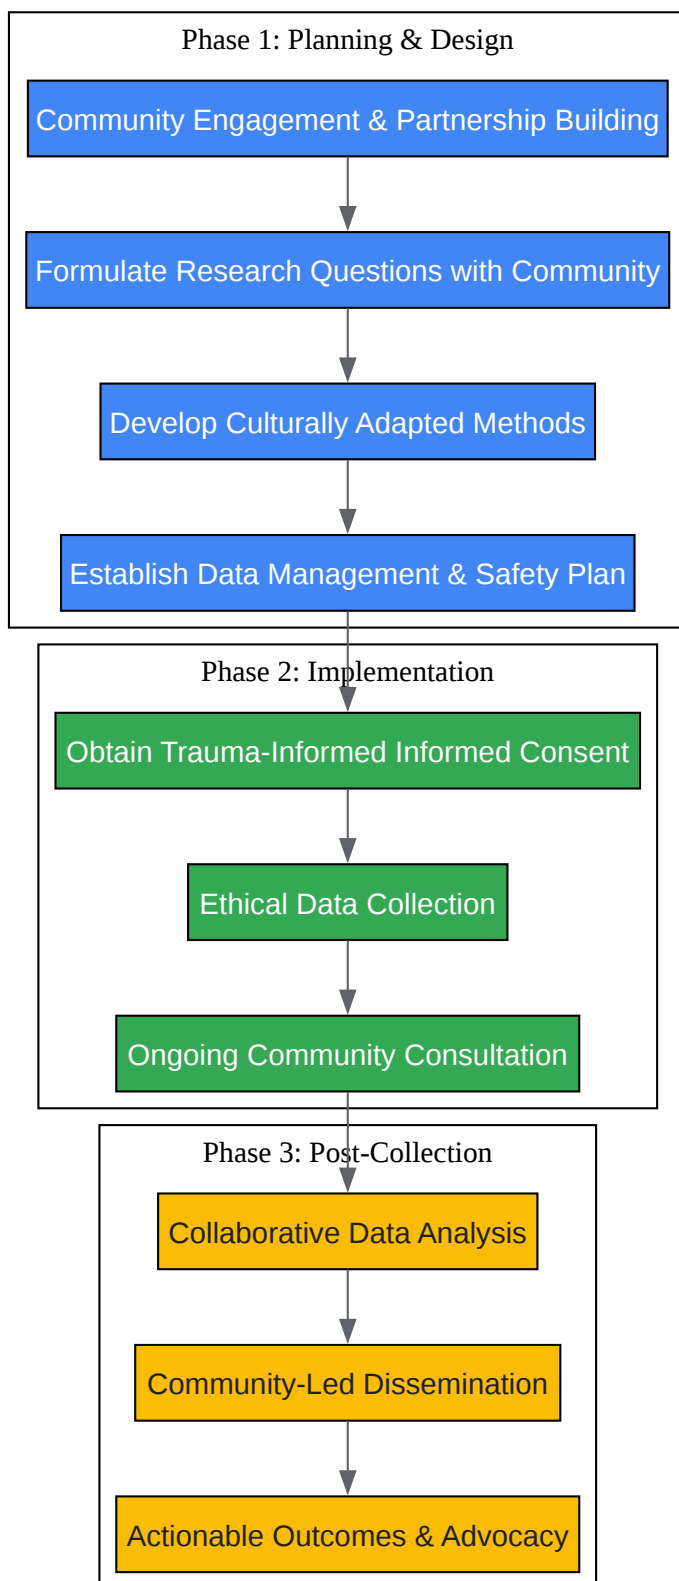 Phase 1: Planning & Design
Community Engagement & Partnership Building
Formulate Research Questions with Community
Develop Culturally Adapted Methods
Establish Data Management & Safety Plan
Phase 2: Implementation
Obtain Trauma-Informed Informed Consent
Ethical Data Collection
Ongoing Community Consultation
Phase 3: Post-Collection
Collaborative Data Analysis
Community-Led Dissemination
Actionable Outcomes & Advocacy